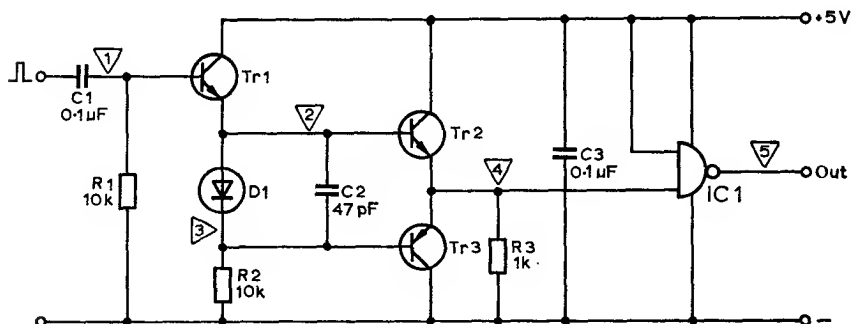 +5V
1
Tr1
C1
0·1µF
2
Tr2
D1
C2
47pF
C3
0·1µF
5
Out
IC1
R1
10k
3
4
Tr3
R3
1k
R2
10k
−